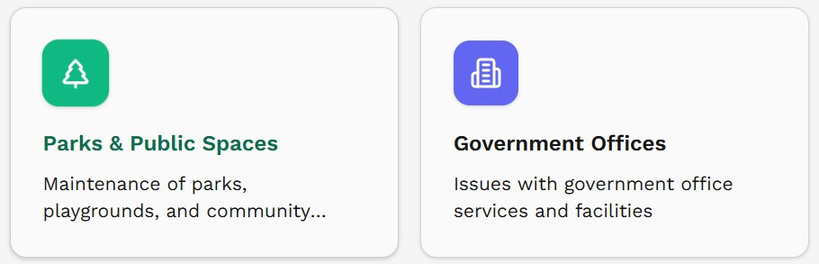 Parks & Public Spaces
Maintenance of parks,
playgrounds, and community...
Government Offices
Issues with government office
services and facilities